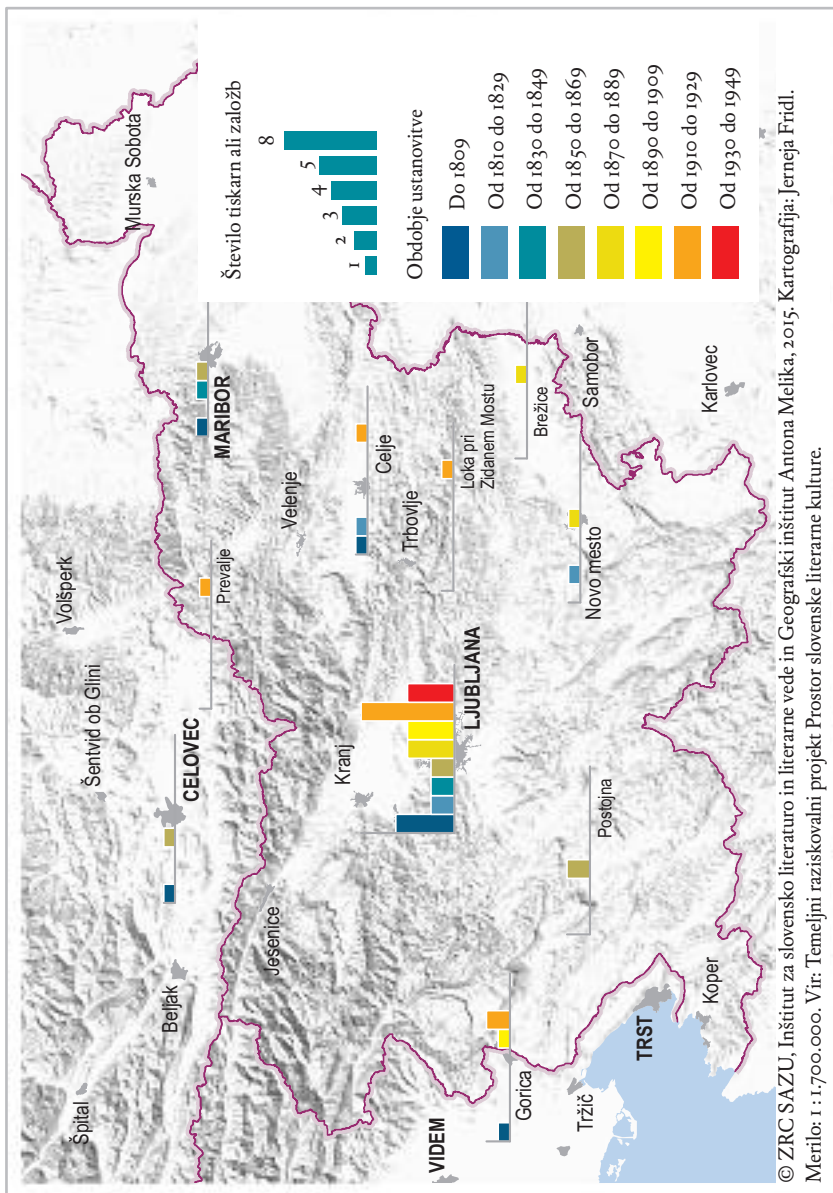 Špital
Volšperk
Šentvid ob Glini
Murska Sobota
Beljak
CELOVEC
Prevalje
MARIBOR
Jesenice
Velenje
Kranj
Celje
VIDEM
Trbovlje
LJUBLJANA
Loka pri
Zidanem Mostu
Gorica
Brežice
Tržič
Postojna
Novo mesto
Samobor
TRST
Koper
Karlovec
Število tiskarn ali založb
1
2
3
4
5
8
Obdobje ustanovitve
Do 1809
Od 1810 do 1829
Od 1830 do 1849
Od 1850 do 1869
Od 1870 do 1889
Od 1890 do 1909
Od 1910 do 1929
Od 1930 do 1949
© ZRC SAZU, Inštitut za slovensko literaturo in literarne vede in Geografski inštitut Antona Melika, 2015. Kartografija: Jerneja Fridl.
Merilo: 1 : 1.700.000. Vir: Temeljni raziskovalni projekt Prostor slovenske literarne kulture.